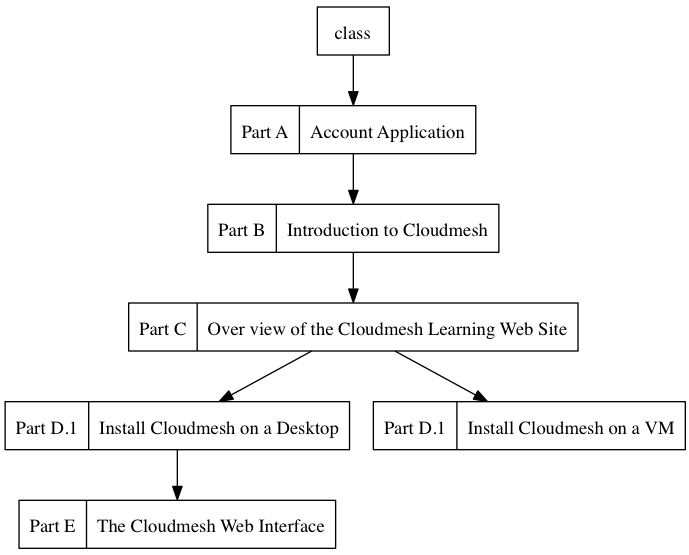 class
Part A Account Application
Part B Introduction to Cloudmesh
Part C Over view of the Cloudmesh Learning Web Site
Part D.1 Install Cloudmesh on a Desktop
Part D.1 Install Cloudmesh on a VM
Part E The Cloudmesh Web Interface